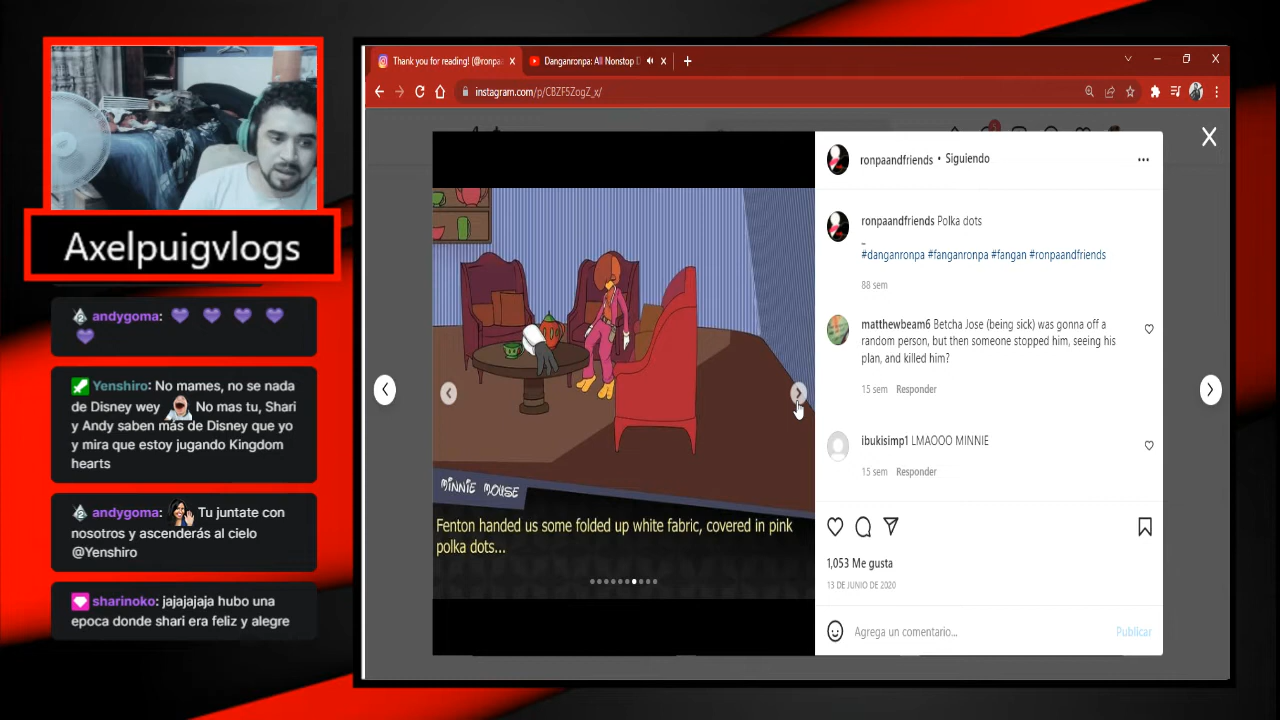 Axelpuigvlogs
andygoma: 💜 💜 💜 💜
💜
Yenshiro: No mames, no se nada
de Disney wey No mas tu, Shari
y Andy saben más de Disney que yo
y mira que estoy jugando Kingdom
hearts
andygoma: Tu juntate con
nosotros y ascenderás al cielo
@Yenshiro
sharinoko: jajajajaja hubo una
epoca donde shari era feliz y alegre
Thank you for reading! (@ronpa
Danganronpa: All Nonstop D
instagram.com/p/CBZF5ZogZ_x/
MINNIE MOUSE
Fenton handed us some folded up white fabric, covered in pink
polka dots...
ronpaandfriends • Siguiendo
ronpaandfriends Polka dots
_
#danganronpa #fanganronpa #fangan #ronpaandfriends
88 sem
matthewbeam6 Betcha Jose (being sick) was gonna off a
random person, but then someone stopped him, seeing his
plan, and killed him?
15 sem Responder
ibukisimp1 LMAOOO MINNIE
15 sem Responder
1,053 Me gusta
13 DE JUNIO DE 2020
Agrega un comentario...
Publicar